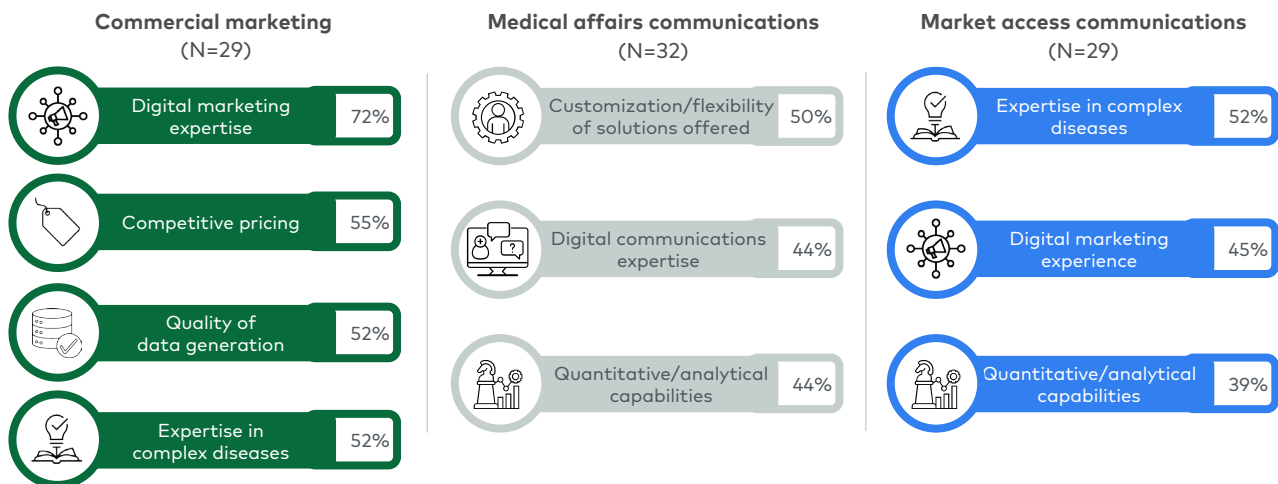 Commercial marketing
(N=29)
Digital marketing
expertise
72%
Competitive pricing
55%
Quality of
data generation
52%
Expertise in
complex diseases
52%
Medical affairs communications
(N=32)
Customization/flexibility
of solutions offered
50%
Digital communications
expertise
44%
Quantitative/analytical
capabilities
44%
Market access communications
(N=29)
Expertise in complex
diseases
52%
Digital marketing
experience
45%
Quantitative/analytical
capabilities
39%
?